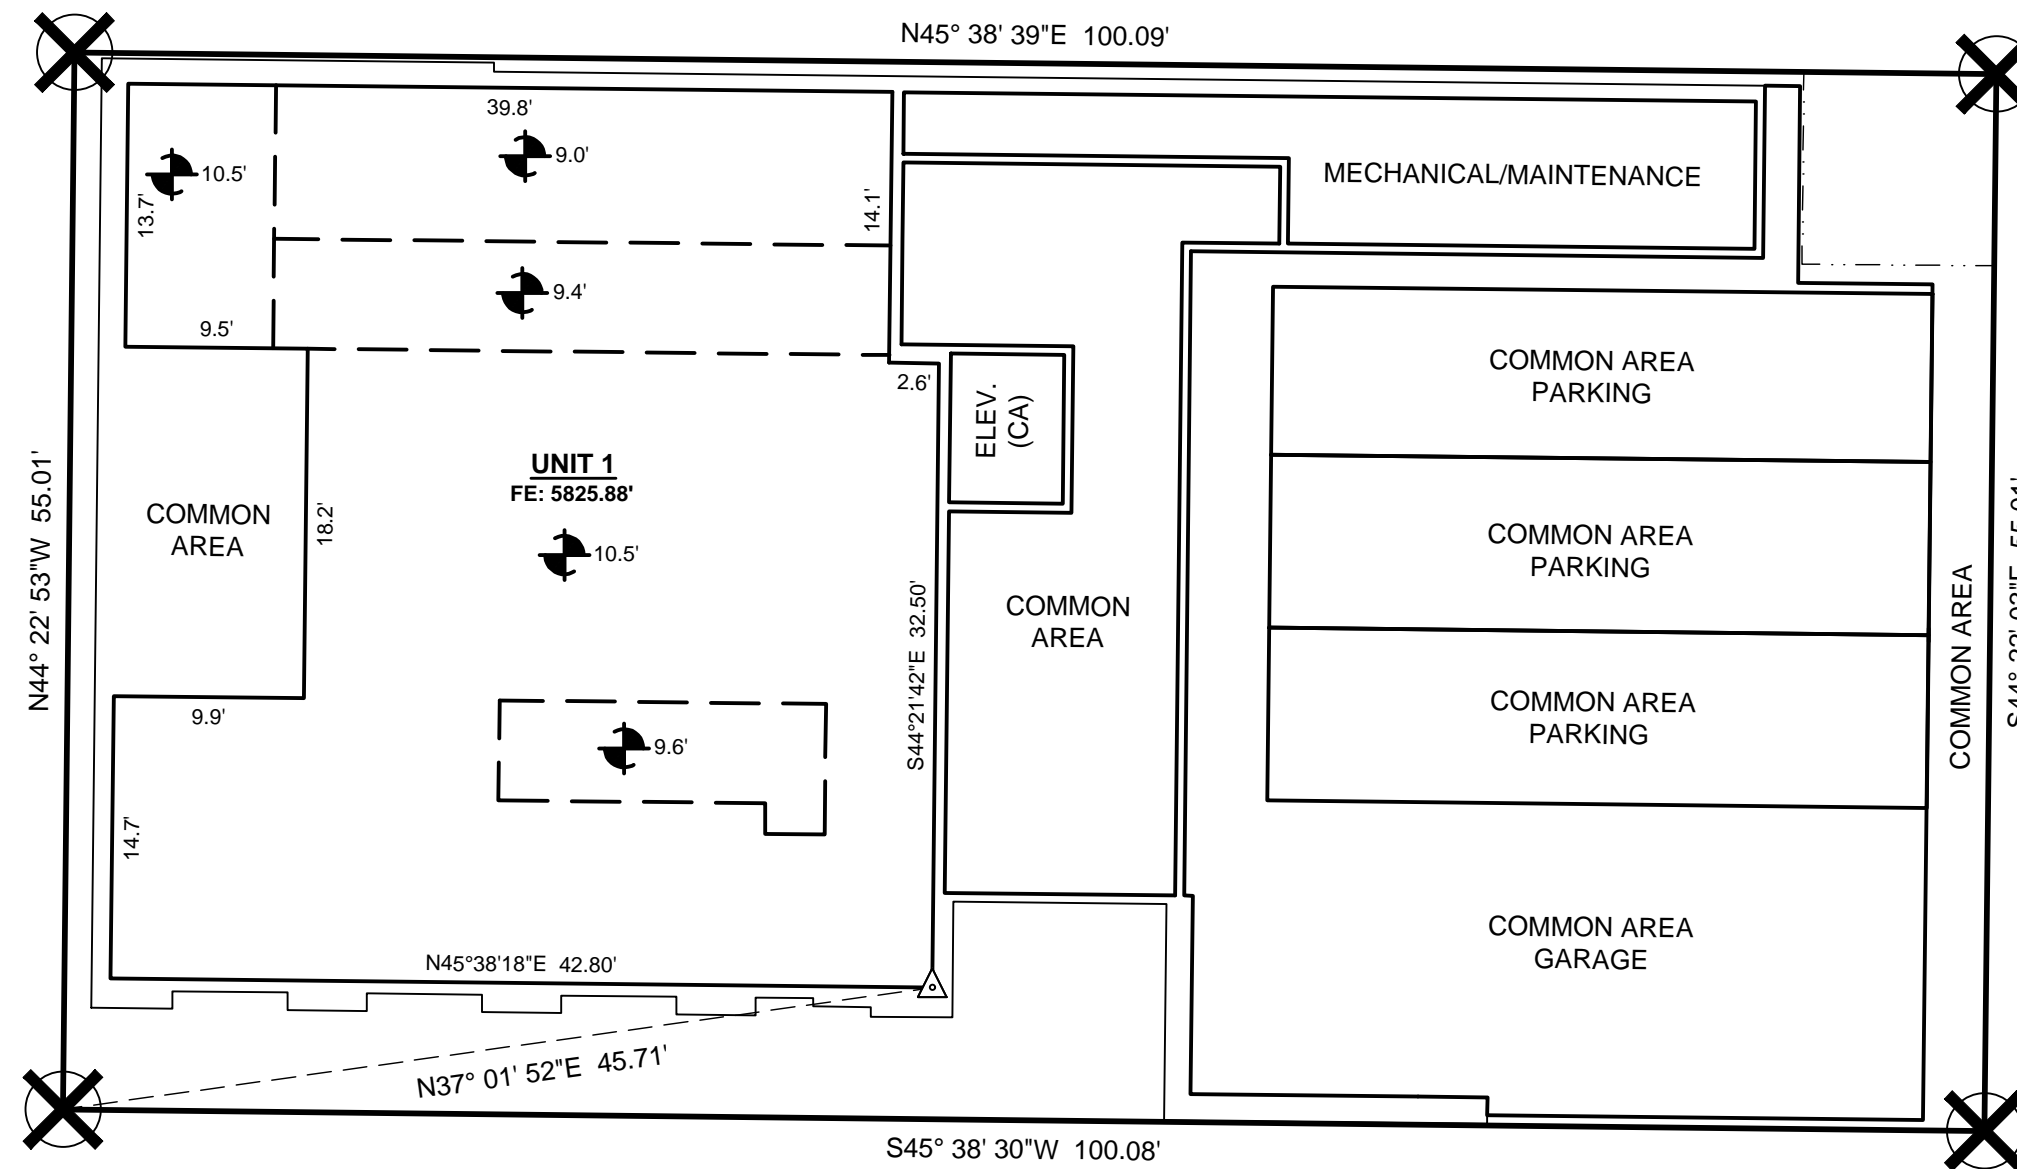 N45° 38' 39"E 100.09'
39.8'
9.0'
10.5'
13.7'
14.1'
MECHANICAL/MAINTENANCE
9.4'
9.5'
2.6'
ELEV.
(CA)
COMMON AREA
PARKING
UNIT 1
FE: 5825.88'
N44° 22' 53"W 55.01'
COMMON
AREA
18.2'
10.5'
COMMON AREA
PARKING
S44°21'42"E 32.50'
COMMON
AREA
COMMON AREA
9.9'
9.6'
COMMON AREA
PARKING
14.7'
COMMON AREA
GARAGE
N45°38'18"E 42.80'
N37° 01' 52"E 45.71'
S45° 38' 30"W 100.08'